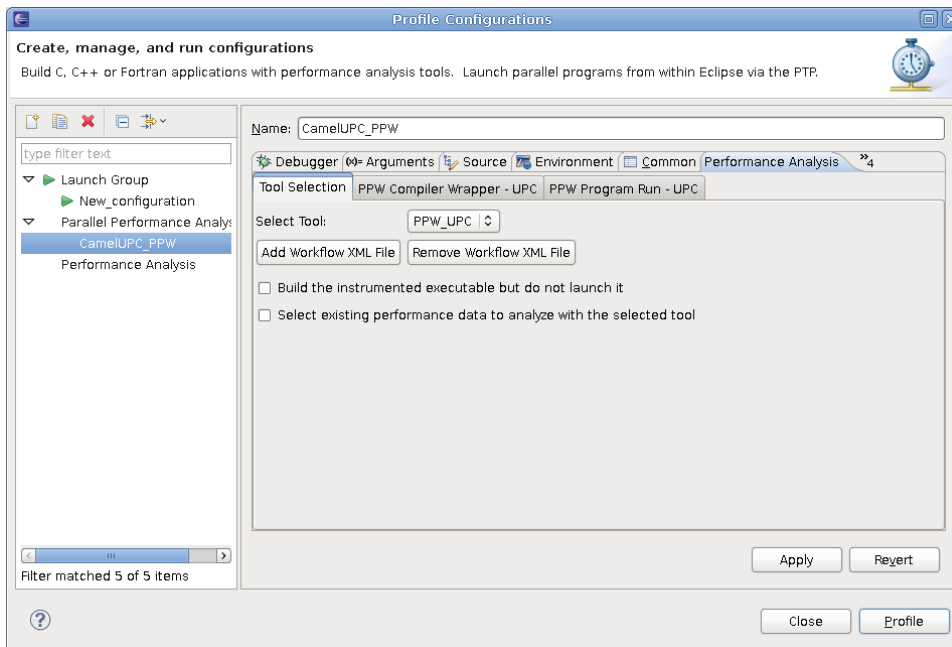 Profile Configurations
Create, manage, and run configurations
Build C, C++ or Fortran applications with performance analysis tools. Launch parallel programs from within Eclipse via the PTP.
type filter text
Launch Group
New_configuration
Parallel Performance Analys
CamelUPC_PPW
Performance Analysis
Filter matched 5 of 5 items
Name: CamelUPC_PPW
Debugger (x)= Arguments Source Environment Common Performance Analysis »4
Tool Selection PPW Compiler Wrapper - UPC PPW Program Run - UPC
Select Tool: PPW_UPC
Add Workflow XML File Remove Workflow XML File
Build the instrumented executable but do not launch it
Select existing performance data to analyze with the selected tool
Apply Revert
? Close Profile